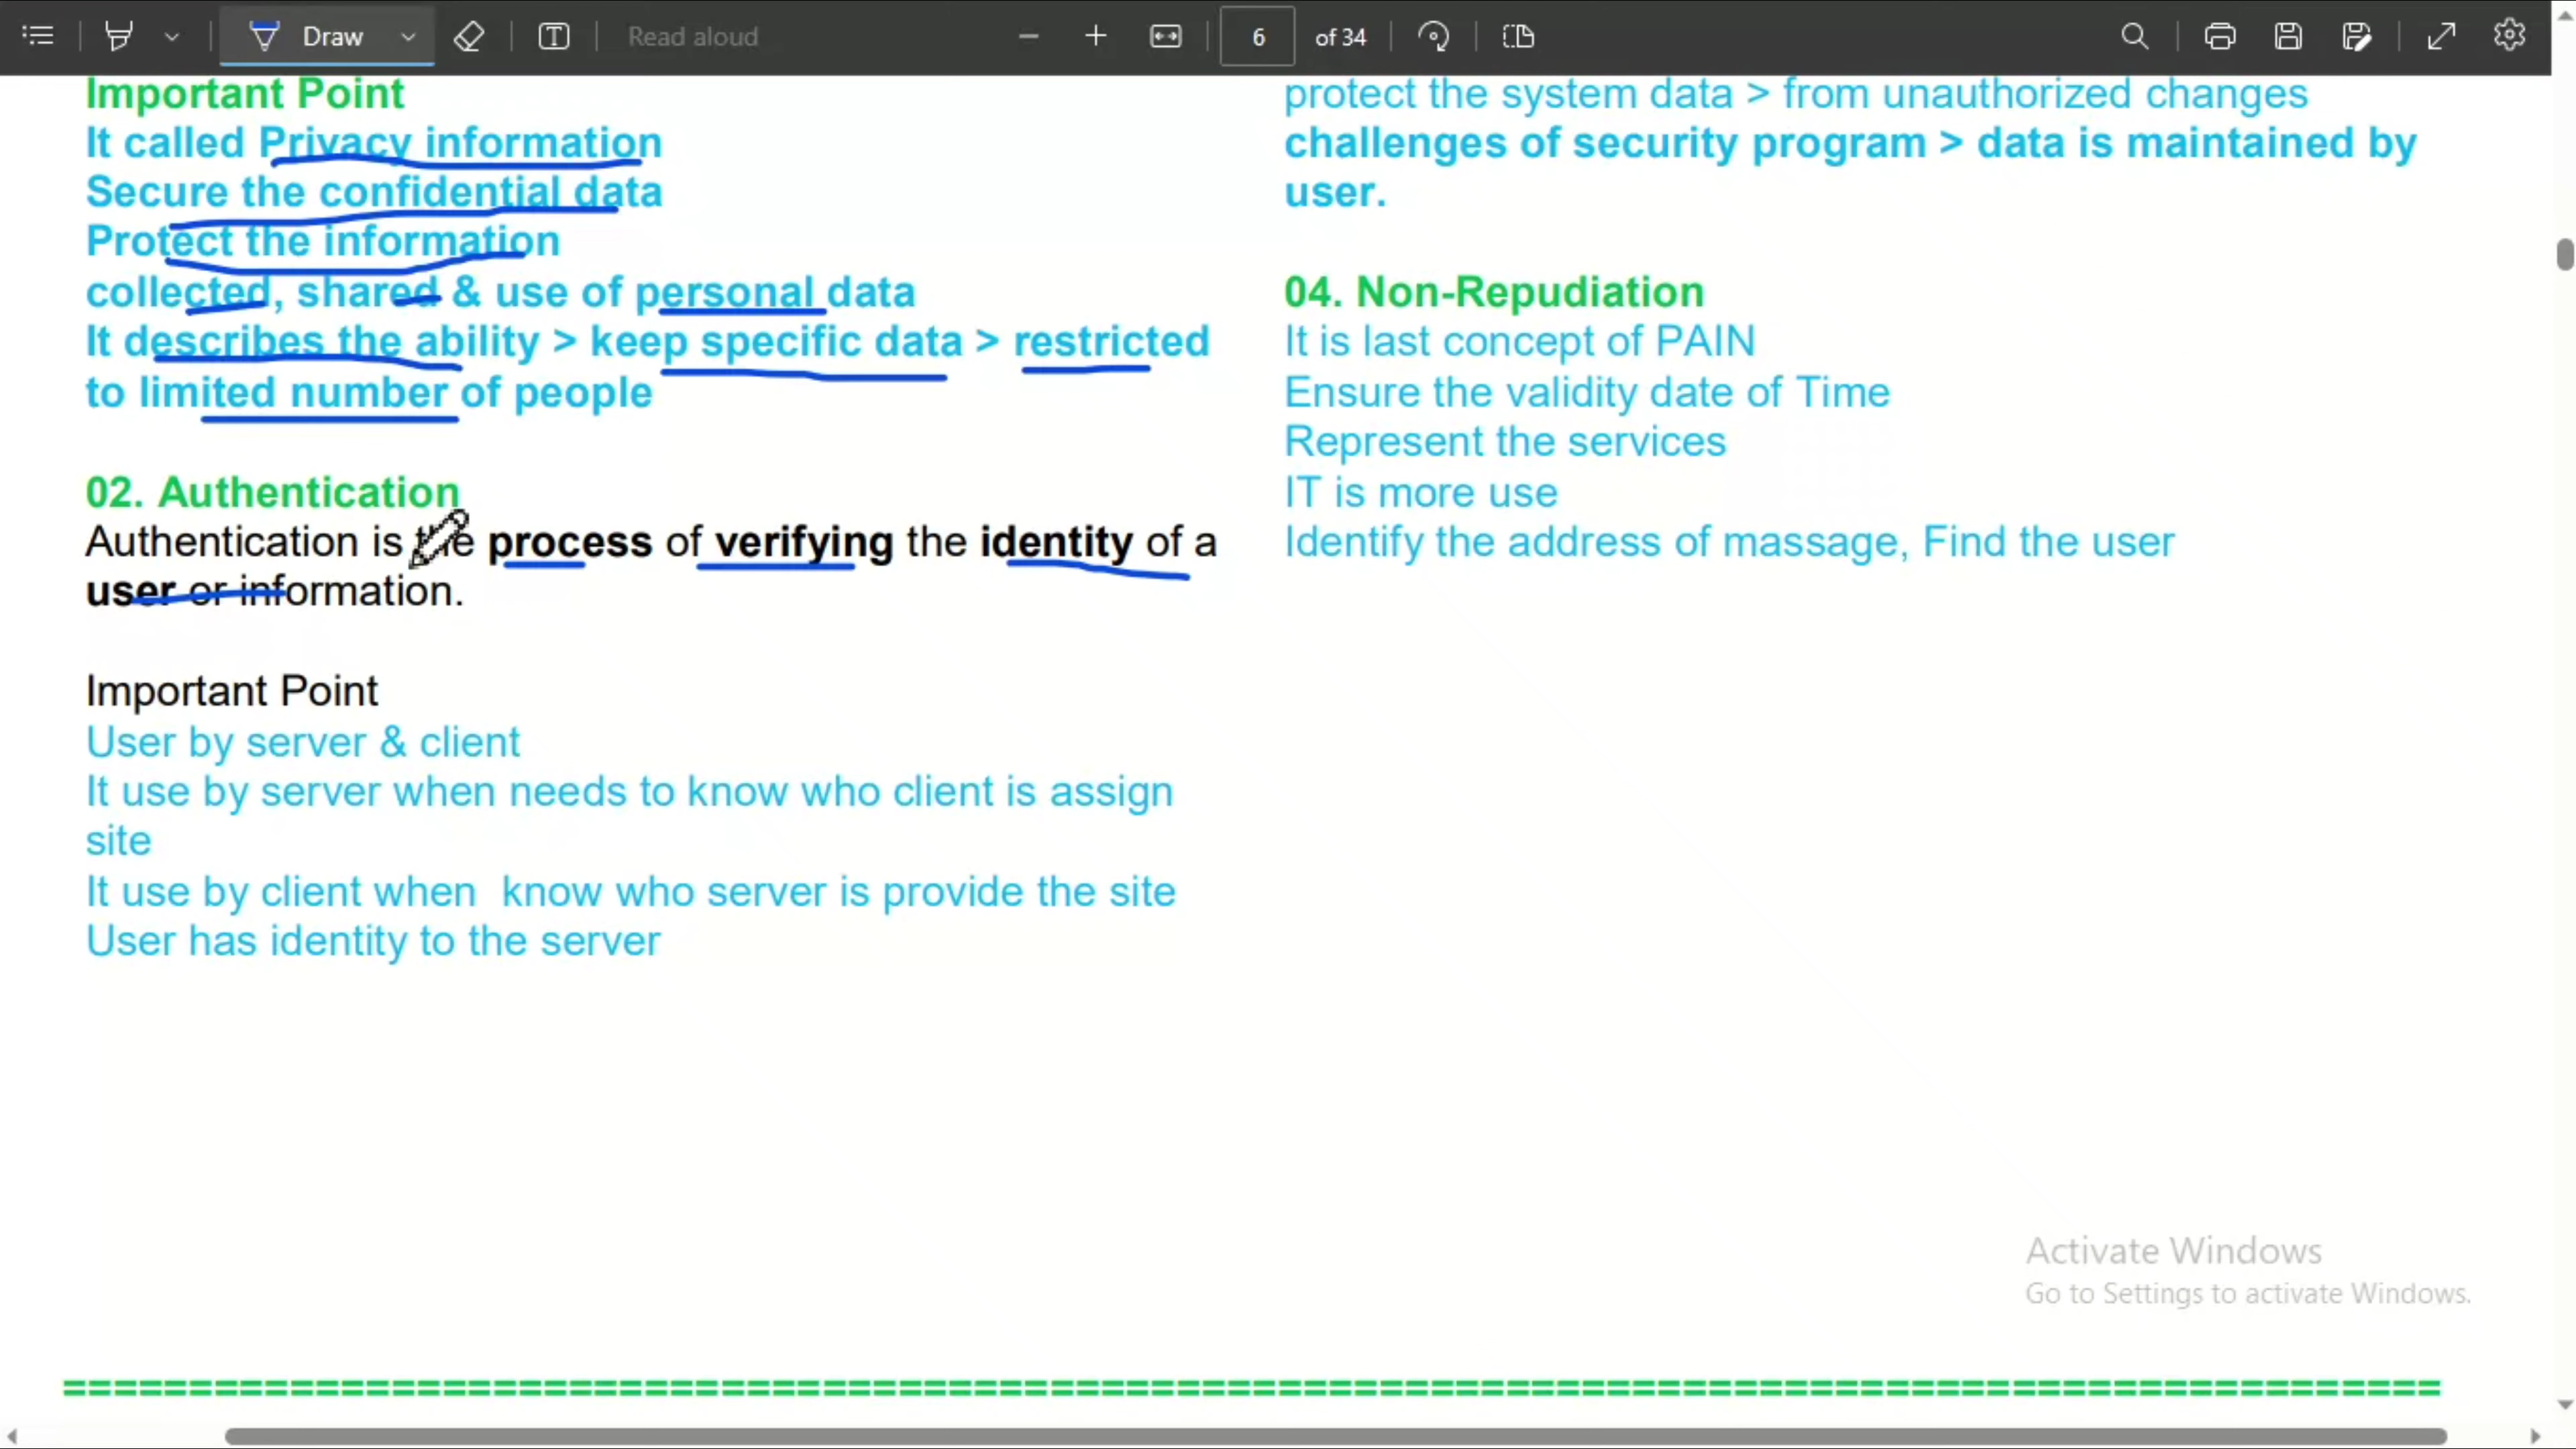 Draw
Read aloud
6
of 34
Important Point
It called Privacy information
Secure the confidential data
Protect the information
collected, shared & use of personal data
It describes the ability > keep specific data > restricted
to limited number of people
02. Authentication
Authentication is the process of verifying the identity of a
user or information.
Important Point
User by server & client
It use by server when needs to know who client is assign
site
It use by client when know who server is provide the site
User has identity to the server
protect the system data > from unauthorized changes
challenges of security program > data is maintained by
user.
04. Non-Repudiation
It is last concept of PAIN
Ensure the validity date of Time
Represent the services
IT is more use
Identify the address of massage, Find the user
Activate Windows
Go to Settings to activate Windows.